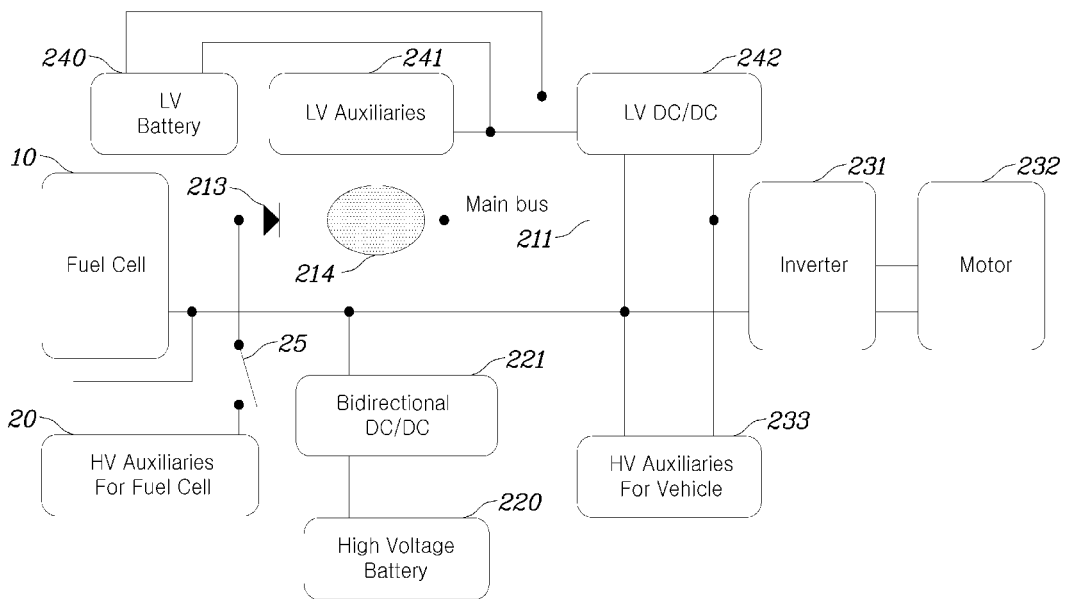 240
241
242
LV
Battery
LV Auxiliaries
LV DC/DC
10
213
231
232
Main bus
211
Fuel Cell
214
Inverter
Motor
25
221
Bidirectional
DC/DC
20
233
HV Auxiliaries
For Fuel Cell
HV Auxiliaries
For Vehicle
220
High Voltage
Battery